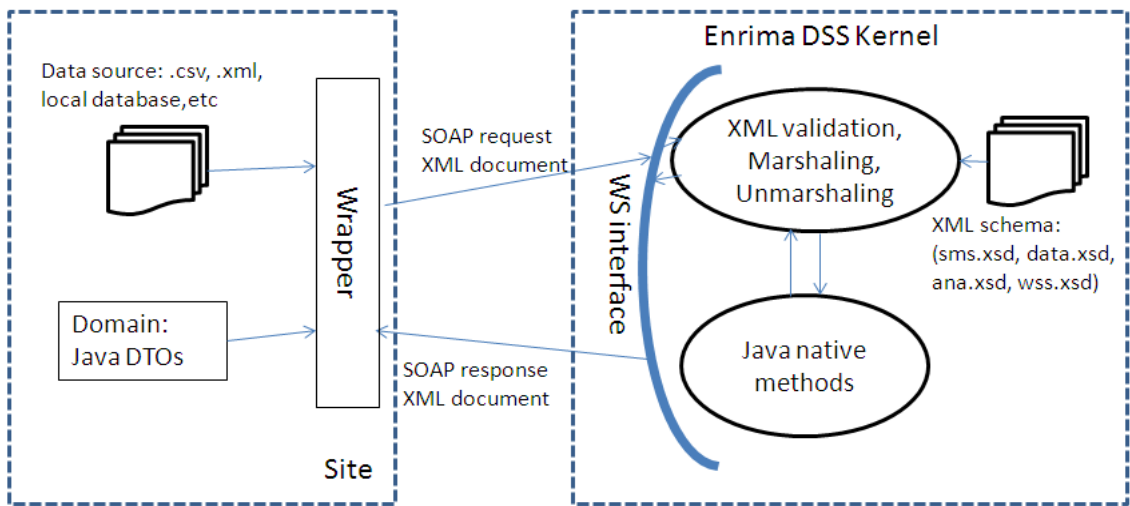 Enrima DSS Kernel
Data source: .csv, .xml,
local database,etc
SOAP request
XML document
XML validation,
Marshaling,
Unmarshaling
Wrapper
WS interface
XML schema:
(sms.xsd, data.xsd,
ana.xsd, wss.xsd)
Domain:
Java DTOs
SOAP response
XML document
Java native
methods
Site